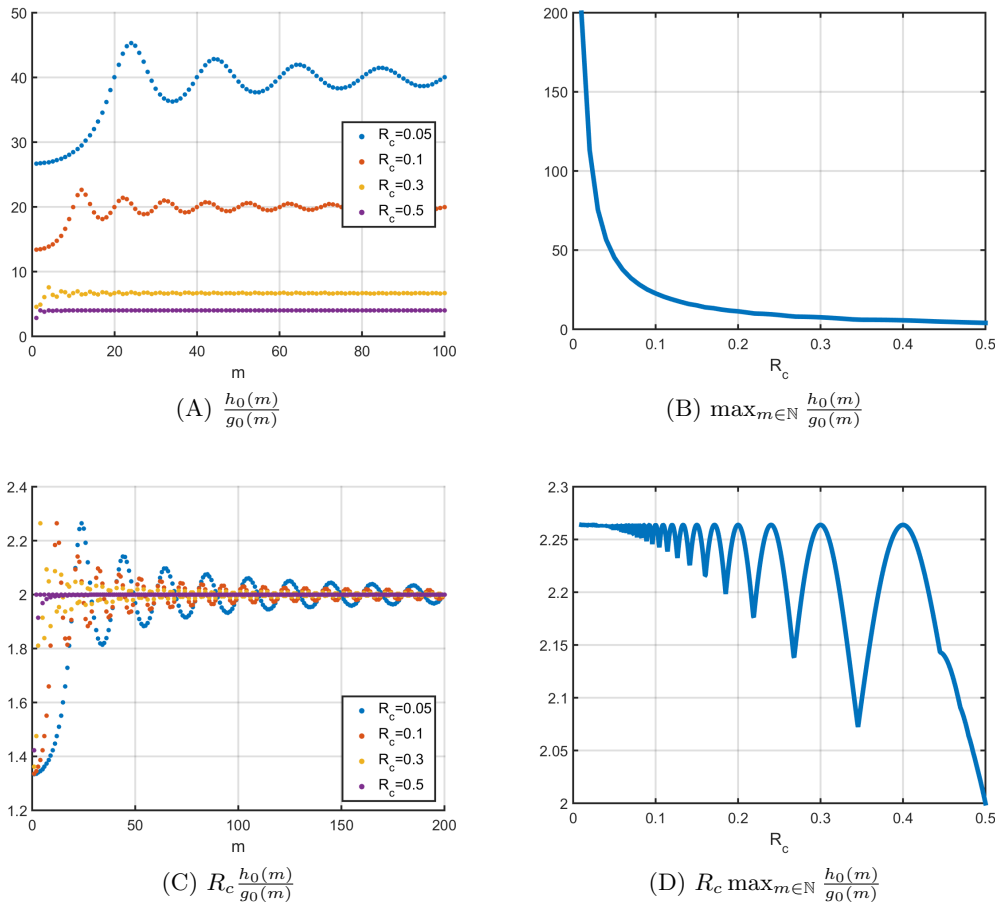 50
40
30
20
10
0
0 20 40 60 80 100
m
R_c=0.05
R_c=0.1
R_c=0.3
R_c=0.5
(A) h_0(m)/g_0(m)
200
150
100
50
0
0 0.1 0.2 0.3 0.4 0.5
R_c
(B) max_{m∈ℕ} h_0(m)/g_0(m)
2.4
2.2
2
1.8
1.6
1.4
1.2
0 50 100 150 200
m
R_c=0.05
R_c=0.1
R_c=0.3
R_c=0.5
(C) R_c h_0(m)/g_0(m)
2.3
2.25
2.2
2.15
2.1
2.05
2
0 0.1 0.2 0.3 0.4 0.5
R_c
(D) R_c max_{m∈ℕ} h_0(m)/g_0(m)